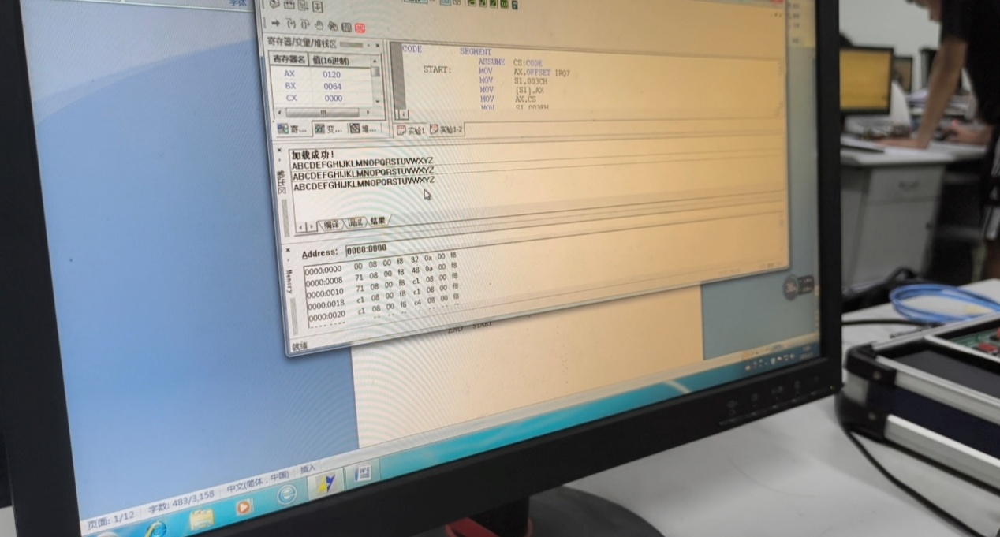 字体
寄存器/变量/堆栈区
寄存器名 值(16进制)
AX 0120
BX 0064
CX 0000
寄... 变... 堆...
CODE SEGMENT
ASSUME CS:CODE
START: MOV AX,OFFSET IRQ7
MOV SI,003CH
MOV [SI],AX
MOV AX,CS
MOV SI,003EH
实验1 实验1-2
输出区
加载成功!
ABCDEFGHIJKLMNOPQRSTUVWXYZ
ABCDEFGHIJKLMNOPQRSTUVWXYZ
ABCDEFGHIJKLMNOPQRSTUVWXYZ
编译 调试 结果
Memory
Address: 0000:0000
0000:0000 00 08 00 f8 82 0a 00 f8
0000:0008 71 08 00 f8 48 0a 00 f8
0000:0010 71 08 00 f8 c1 08 00 f8
0000:0018 c1 08 00 f8 c1 08 00 f8
0000:0020 c1 08 00 f8 c4 08 00 f8
就绪
END START
页面: 1/12 字数: 483/3,158 中文(简体，中国) 插入